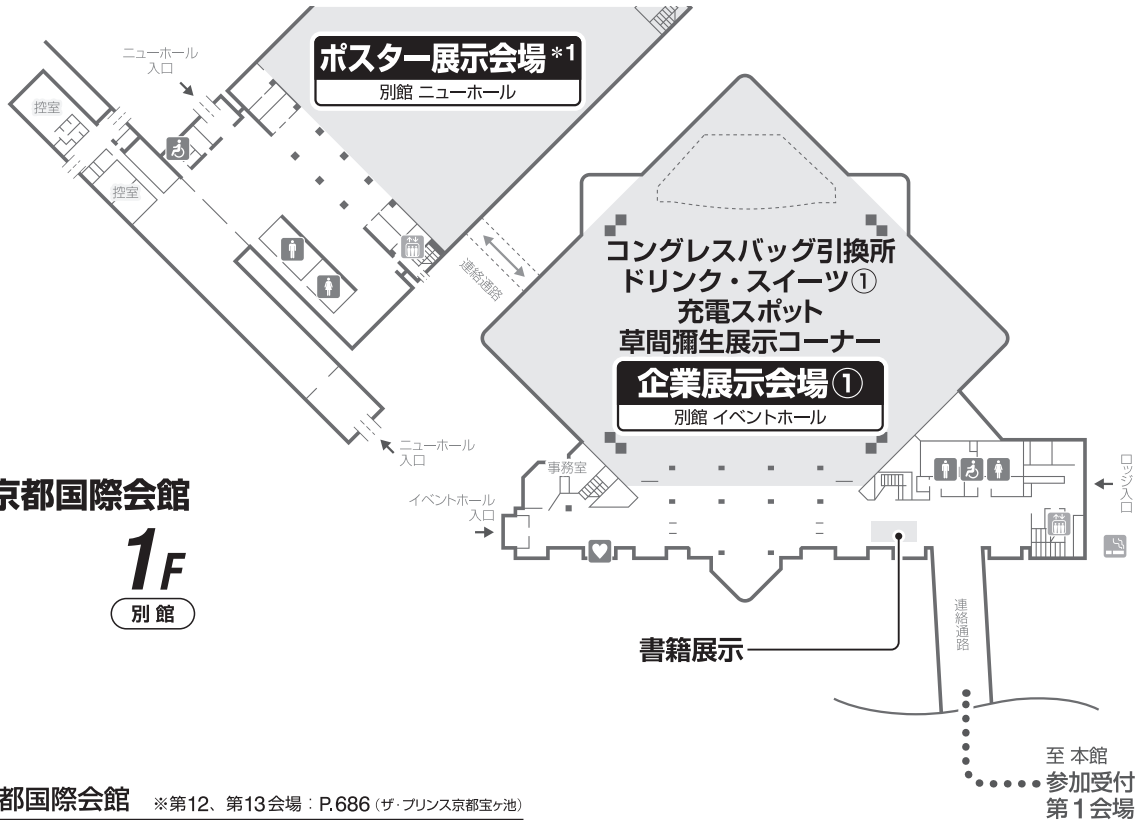 ニューホール
入口
ポスター展示会場*1
別館 ニューホール
控室
控室
連絡通路
コングレスバッグ引換所
ドリンク・スイーツ①
充電スポット
草間彌生展示コーナー
企業展示会場①
別館 イベントホール
ニューホール
入口
事務室
イベントホール
入口
ロッジ入口
京都国際会館
1F
別館
書籍展示
連絡通路
至 本館
参加受付
第1会場
都国際会館 ※第12、第13会場：P.686（ザ・プリンス京都宝ヶ池）